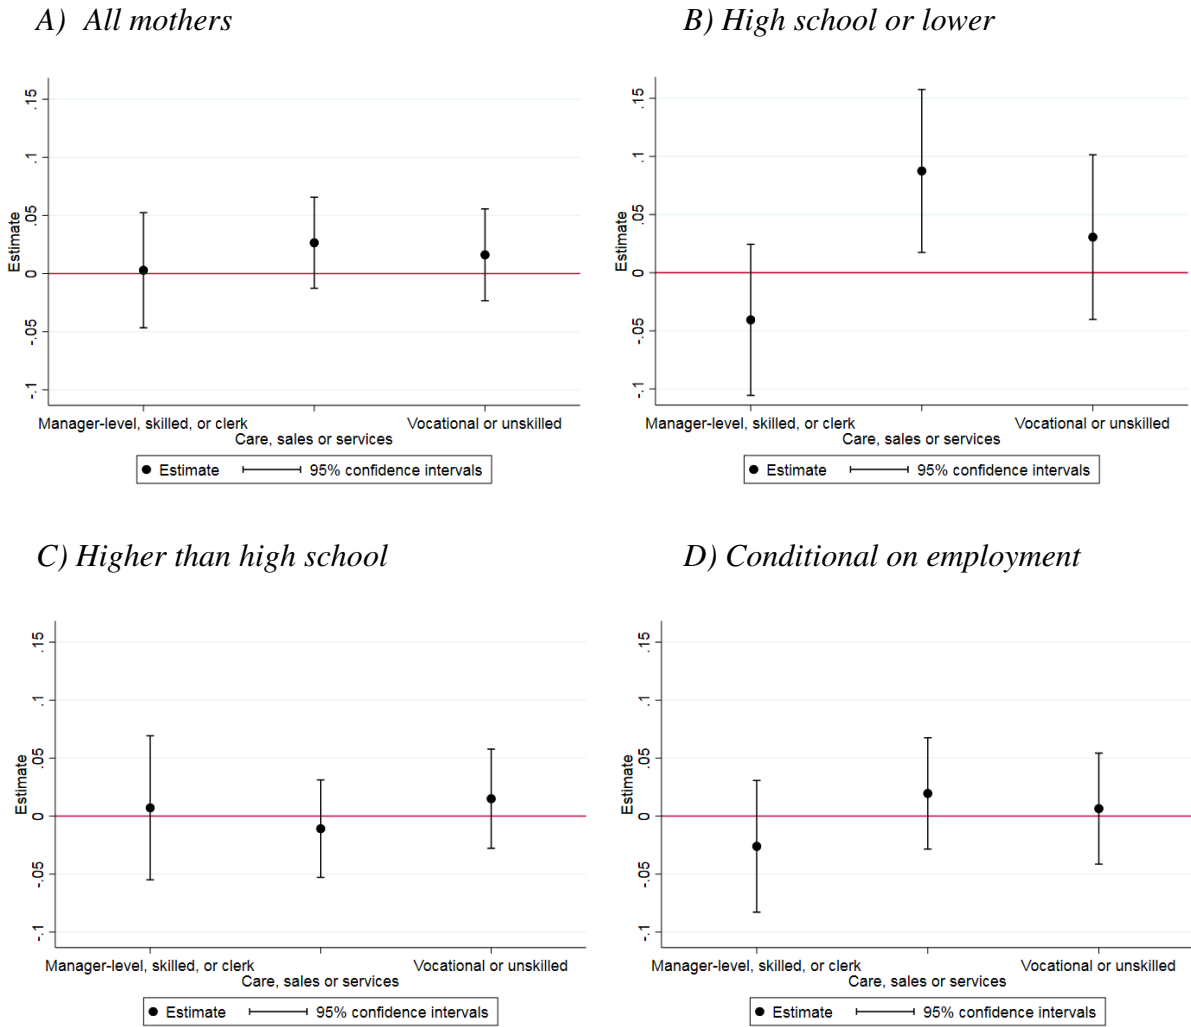 A) All mothers
B) High school or lower
.15
.1
.05
0
-.05
-.1
Estimate
Manager-level, skilled, or clerk
Care, sales or services
Vocational or unskilled
Estimate
95% confidence intervals
.15
.1
.05
0
-.05
-.1
Estimate
Manager-level, skilled, or clerk
Care, sales or services
Vocational or unskilled
Estimate
95% confidence intervals
C) Higher than high school
D) Conditional on employment
.15
.1
.05
0
-.05
-.1
Estimate
Manager-level, skilled, or clerk
Care, sales or services
Vocational or unskilled
Estimate
95% confidence intervals
.15
.1
.05
0
-.05
-.1
Estimate
Manager-level, skilled, or clerk
Care, sales or services
Vocational or unskilled
Estimate
95% confidence intervals